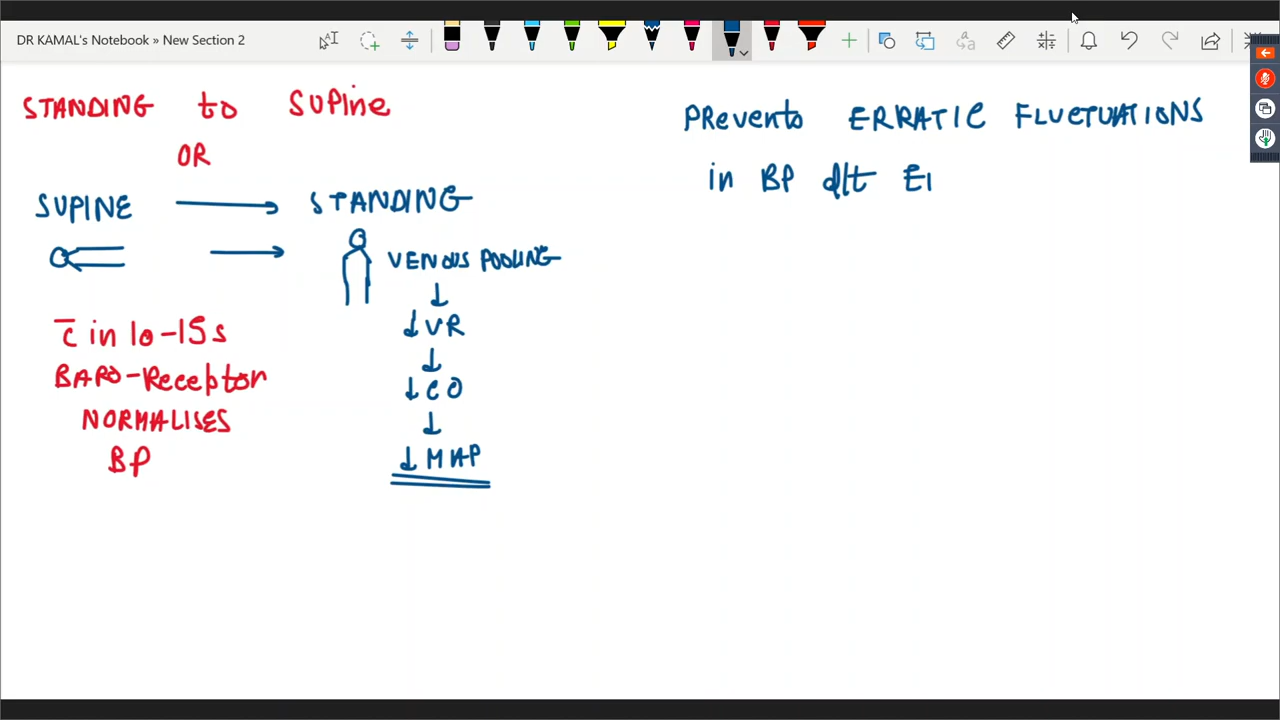 DR KAMAL's Notebook » New Section 2
STANDING to SUPine
OR
SUPINE → STANDING
→
VENOUS POOLING
↓
↓ VR
↓
↓ CO
↓
↓ MAP
c̅ in 10-15s
BARO-Receptor
NORMALISES
BP
PRevents ERRATIC FLUCTUATIONS
in BP d/t EI